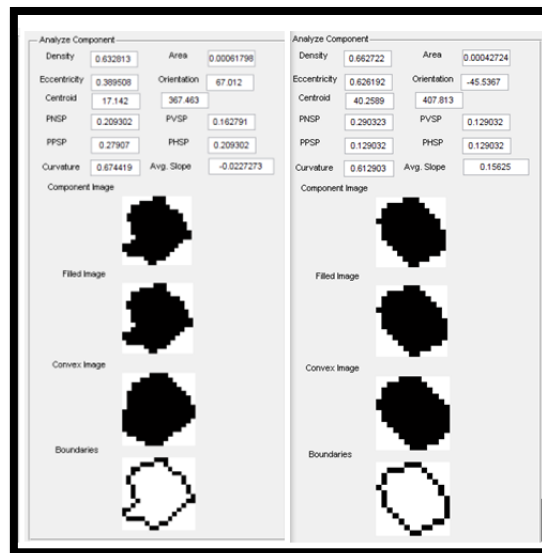 Analyze Component
Density 0.632813 Area 0.00061798
Eccentricity 0.389508 Orientation 67.012
Centroid 17.142 367.463
PNSP 0.209302 PVSP 0.162791
PPSP 0.27907 PHSP 0.209302
Curvature 0.674419 Avg. Slope -0.0227273
Component Image
Filled Image
Convex Image
Boundaries
Analyze Component
Density 0.662722 Area 0.00042724
Eccentricity 0.626192 Orientation -45.5367
Centroid 40.2589 407.813
PNSP 0.290323 PVSP 0.129032
PPSP 0.129032 PHSP 0.129032
Curvature 0.612903 Avg. Slope 0.15625
Component Image
Filled Image
Convex Image
Boundaries